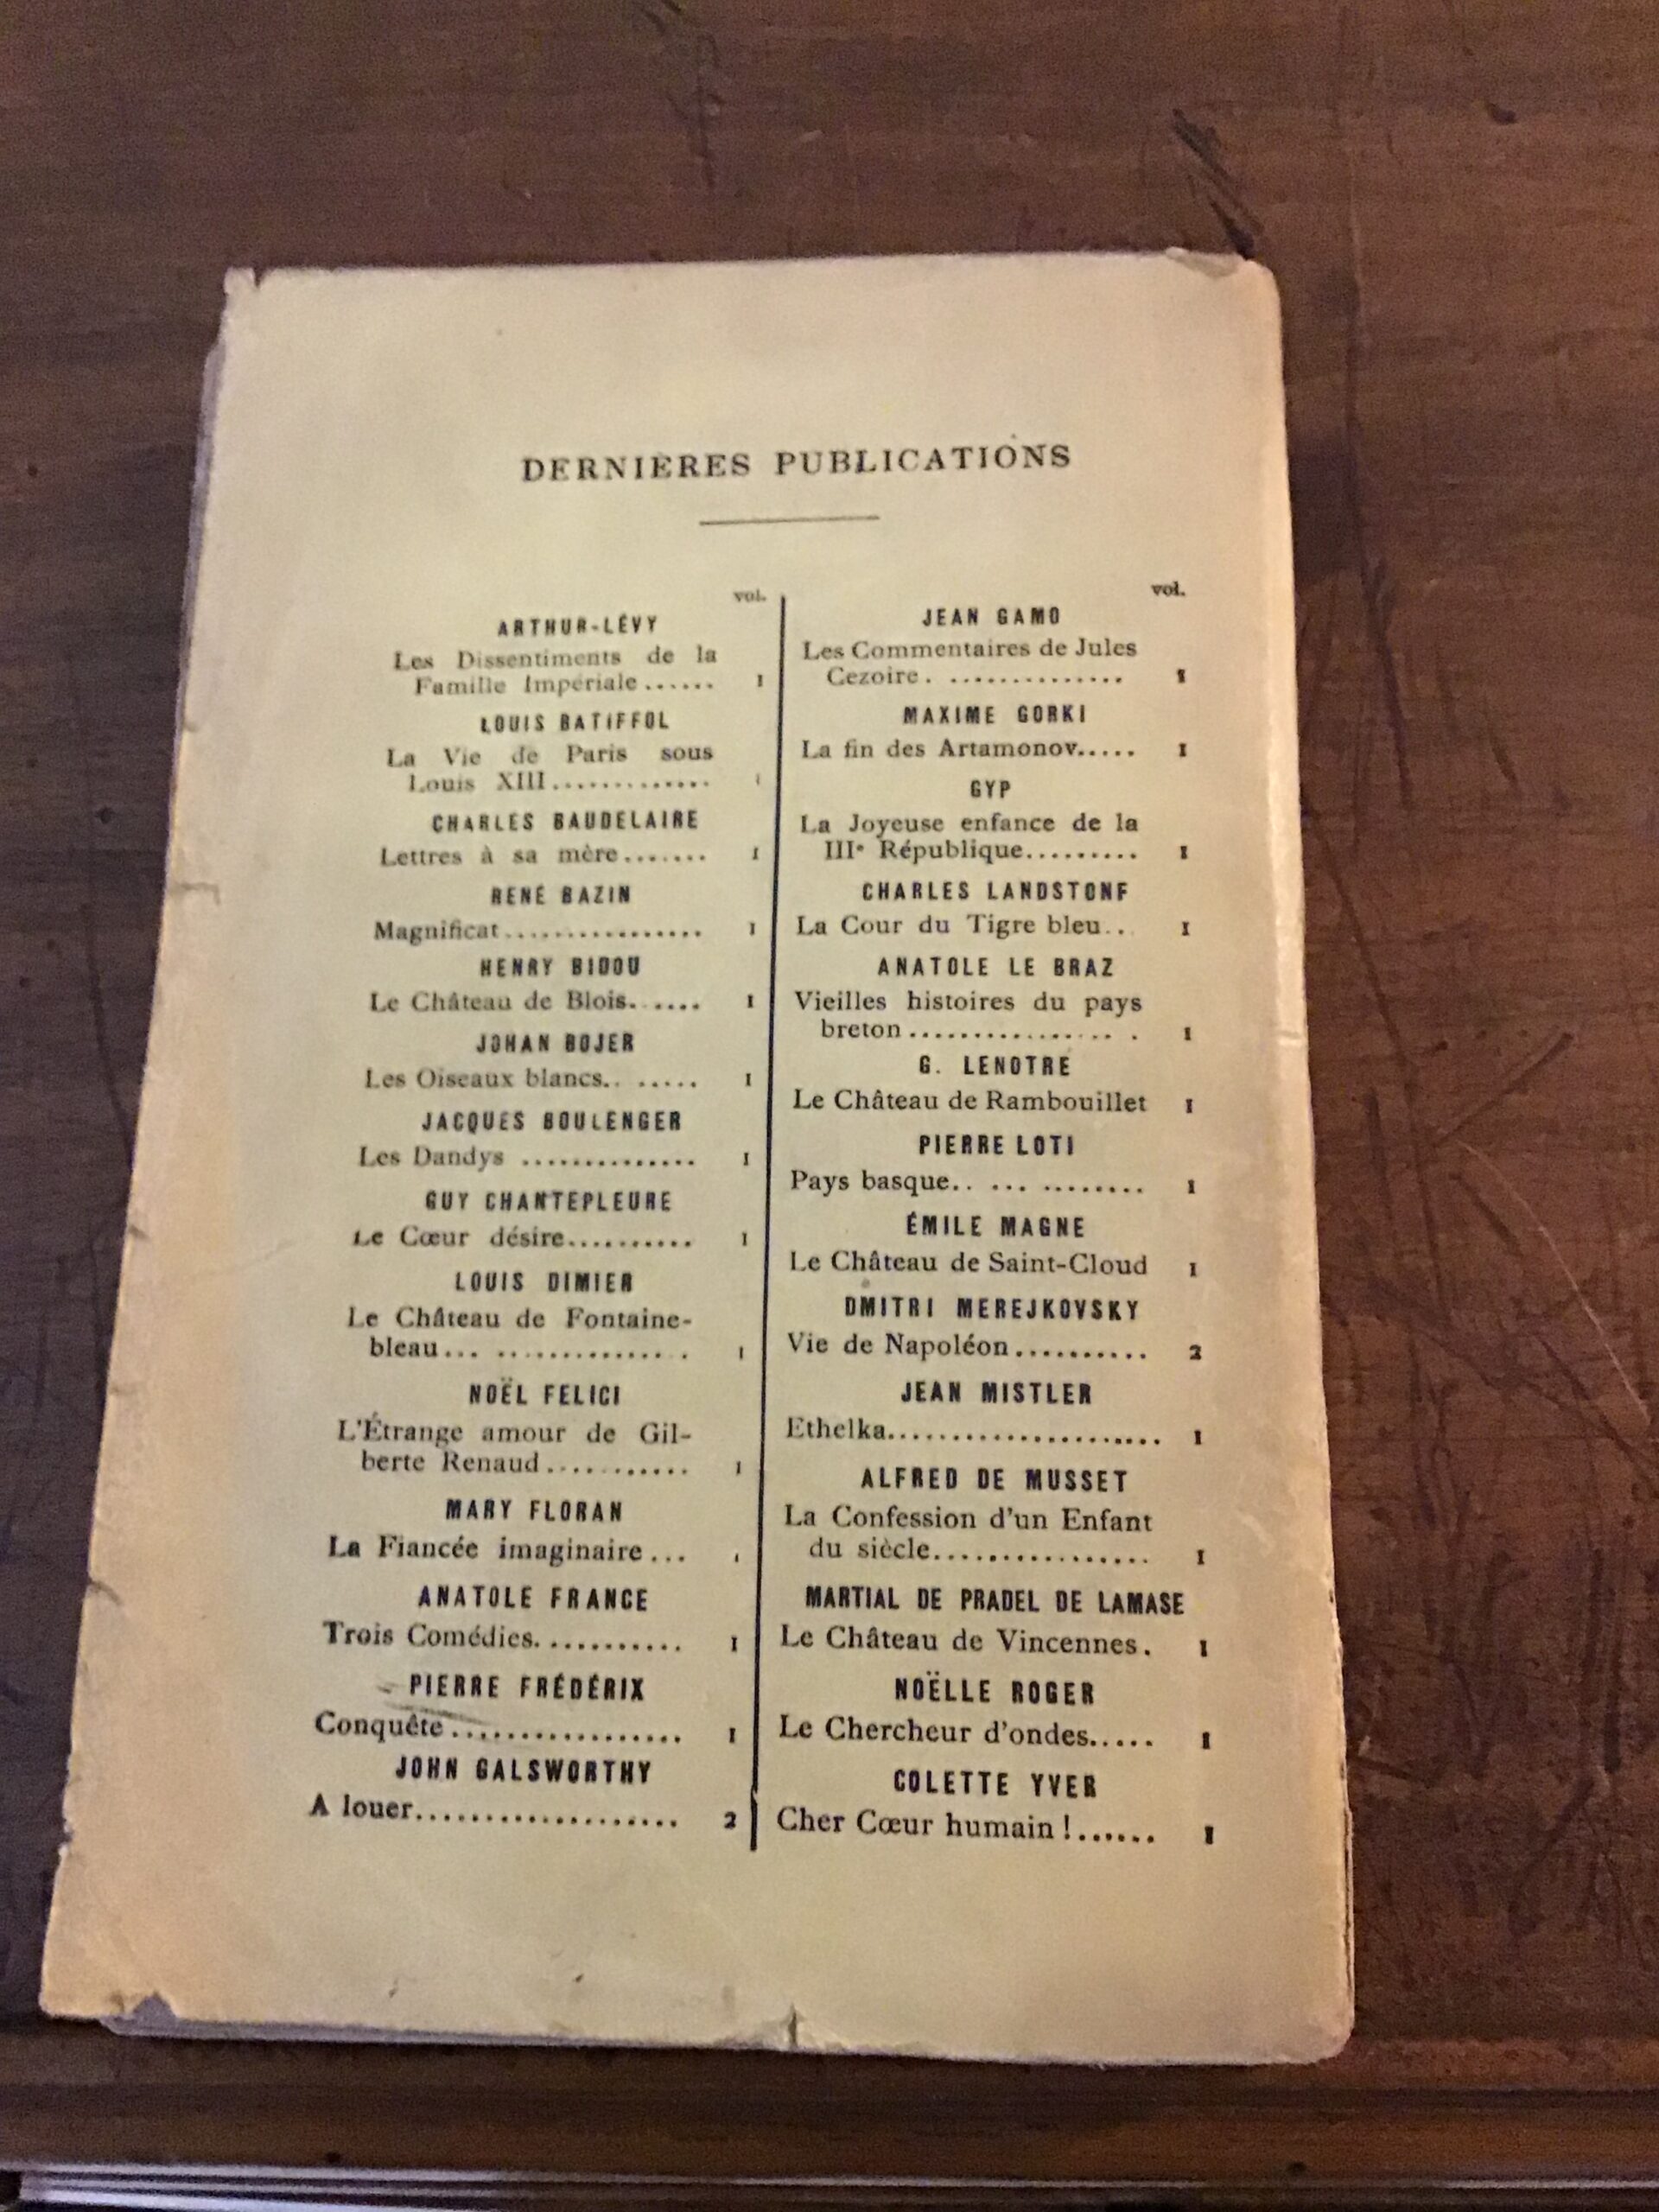 DERNIÈRES PUBLICATIONS
vol.
ARTHUR-LÉVY
Les Dissentiments de la
Famille Impériale...... 1
LOUIS BATIFFOL
La Vie de Paris sous
Louis XIII............. 1
CHARLES BAUDELAIRE
Lettres à sa mère....... 1
RENÉ BAZIN
Magnificat................ 1
HENRY BIDOU
Le Château de Blois...... 1
JOHAN BOJER
Les Oiseaux blancs.. ..... 1
JACQUES BOULENGER
Les Dandys .............. 1
GUY CHANTEPLEURE
Le Cœur désire.......... 1
LOUIS DIMIER
Le Château de Fontaine-
bleau... ............... 1
NOËL FELICI
L'Étrange amour de Gil-
berte Renaud........... 1
MARY FLORAN
La Fiancée imaginaire... 1
ANATOLE FRANCE
Trois Comédies........... 1
PIERRE FRÉDÉRIX
Conquête................. 1
JOHN GALSWORTHY
A louer................... 2
vol.
JEAN GAMO
Les Commentaires de Jules
Cezoire. .............. 1
MAXIME GORKI
La fin des Artamonov..... 1
GYP
La Joyeuse enfance de la
IIIe République......... 1
CHARLES LANDSTONE
La Cour du Tigre bleu... 1
ANATOLE LE BRAZ
Vieilles histoires du pays
breton ................ . 1
G. LENOTRE
Le Château de Rambouillet 1
PIERRE LOTI
Pays basque.. ... ........ 1
ÉMILE MAGNE
Le Château de Saint-Cloud 1
DMITRI MEREJKOVSKY
Vie de Napoléon.......... 2
JEAN MISTLER
Ethelka..................... 1
ALFRED DE MUSSET
La Confession d'un Enfant
du siècle................. 1
MARTIAL DE PRADEL DE LAMASE
Le Château de Vincennes. 1
NOËLLE ROGER
Le Chercheur d'ondes..... 1
COLETTE YVER
Cher Cœur humain !...... 1